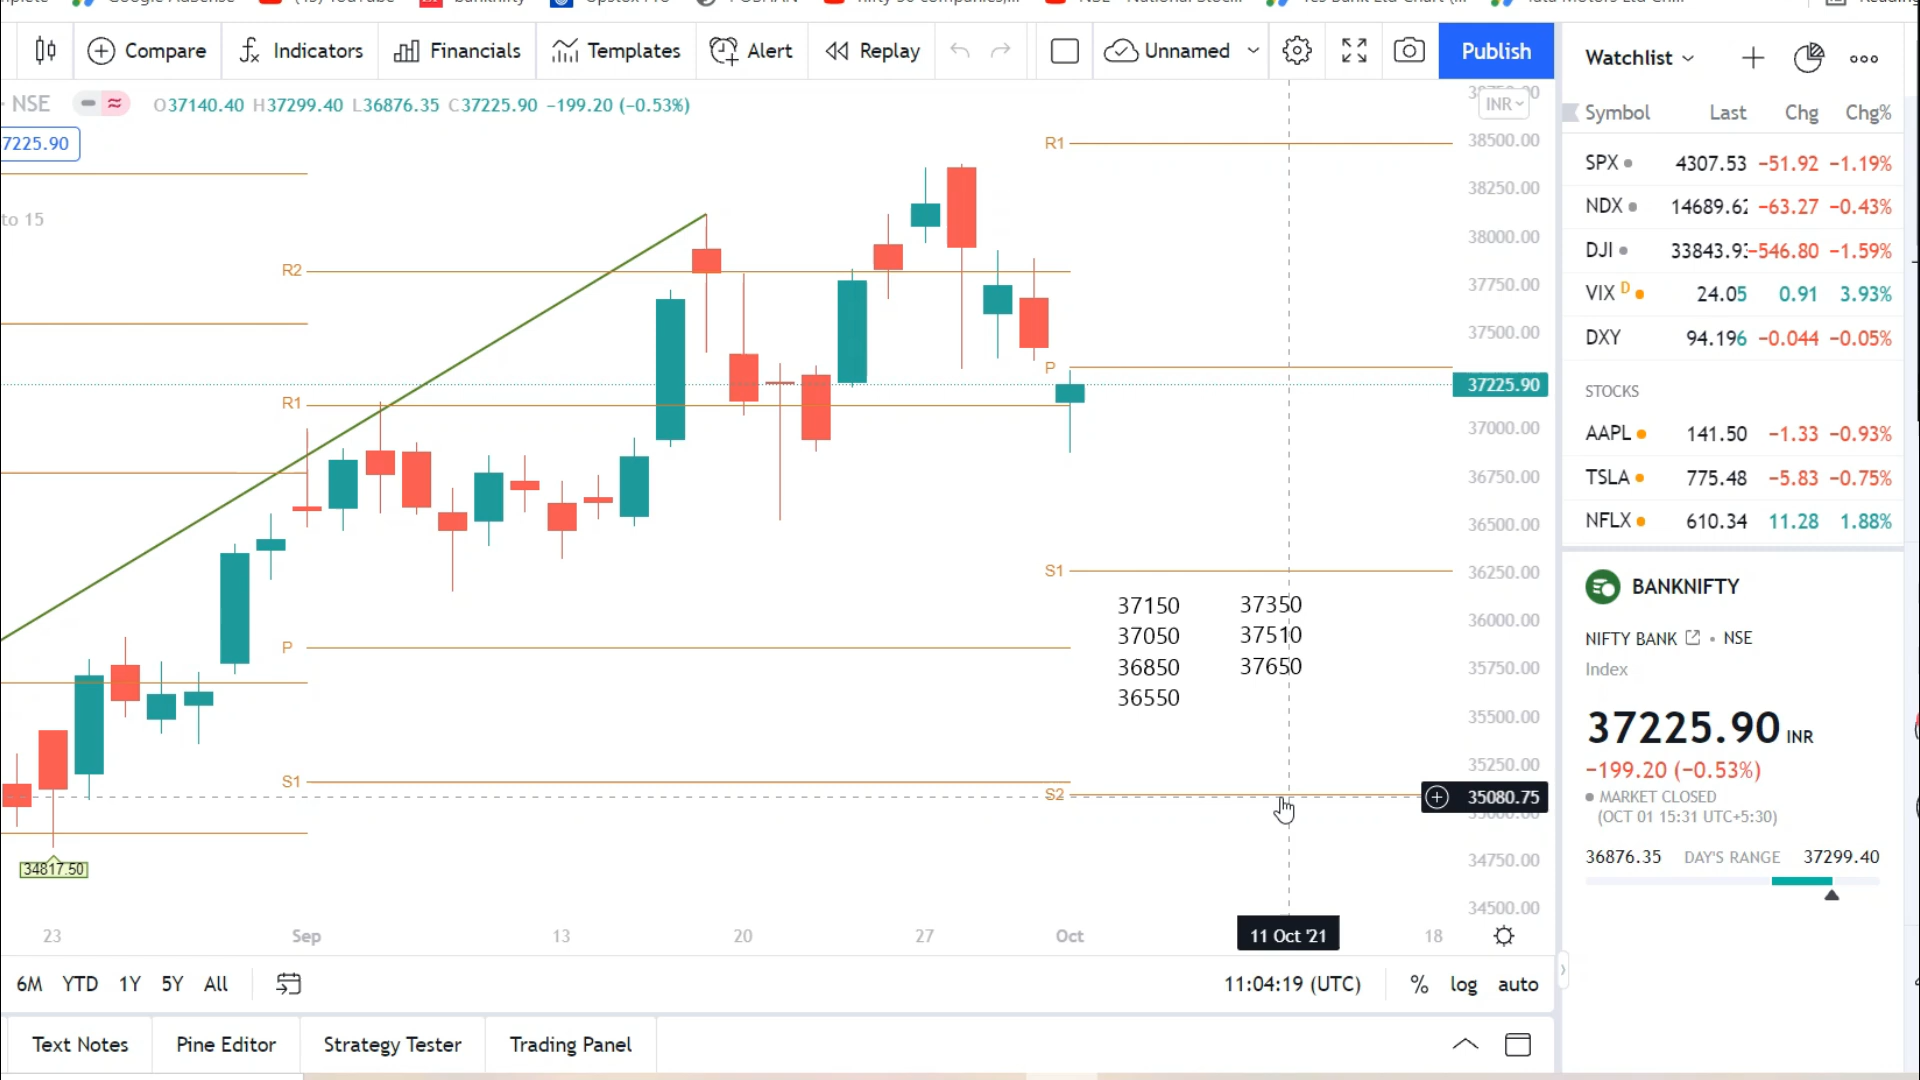 Compare
Indicators
Financials
Templates
Alert
Replay
Unnamed
Publish
NSE
O37140.40 H37299.40 L36876.35 C37225.90 −199.20 (−0.53%)
7225.90
to 15
INR
38500.00
38250.00
38000.00
37750.00
37500.00
37225.90
37000.00
36750.00
36500.00
36250.00
36000.00
35750.00
35500.00
35250.00
35080.75
34750.00
34500.00
R1
R2
P
R1
S1
P
S1
S2
37150 37350
37050 37510
36850 37650
36550
34817.50
23 Sep 13 20 27 Oct 11 Oct '21 18
6M YTD 1Y 5Y All
11:04:19 (UTC) % log auto
Text Notes Pine Editor Strategy Tester Trading Panel
Watchlist
Symbol Last Chg Chg%
SPX 4307.53 −51.92 −1.19%
NDX 14689.62 −63.27 −0.43%
DJI 33843.9 −546.80 −1.59%
VIX D 24.05 0.91 3.93%
DXY 94.196 −0.044 −0.05%
STOCKS
AAPL 141.50 −1.33 −0.93%
TSLA 775.48 −5.83 −0.75%
NFLX 610.34 11.28 1.88%
BANKNIFTY
NIFTY BANK • NSE
Index
37225.90 INR
−199.20 (−0.53%)
MARKET CLOSED
(OCT 01 15:31 UTC+5:30)
36876.35 DAY'S RANGE 37299.40